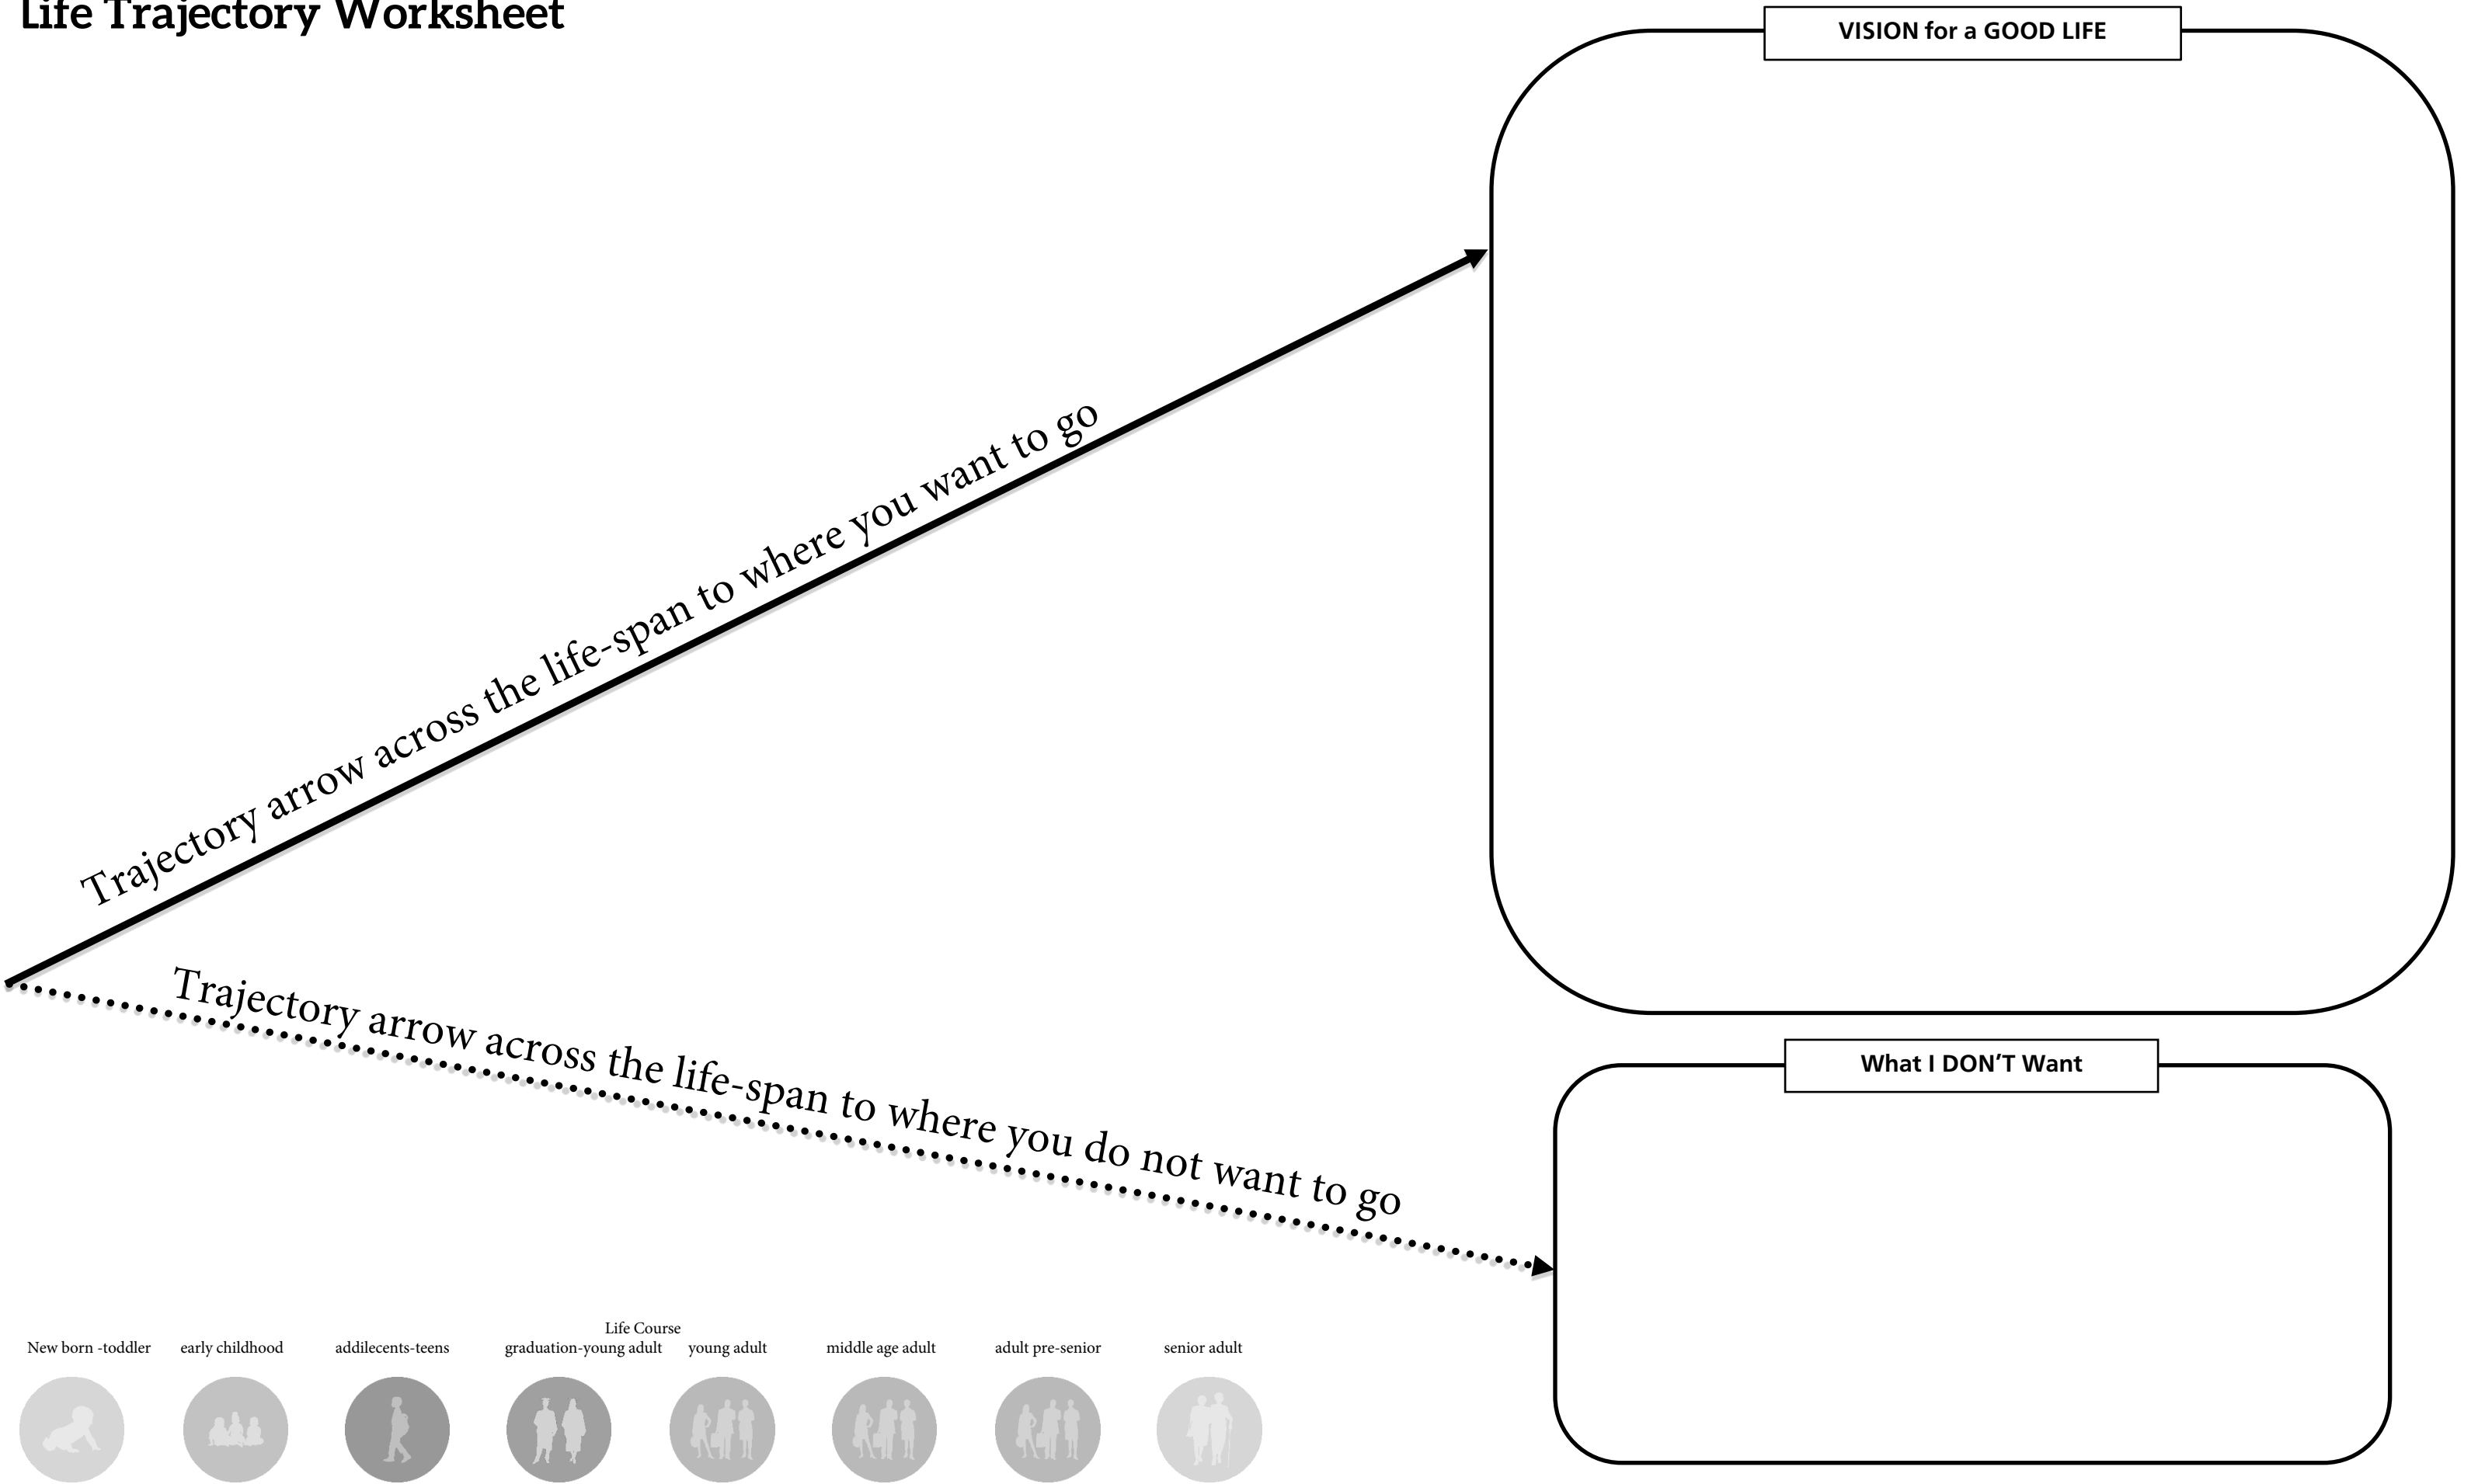 Life Trajectory Worksheet
VISION for a GOOD LIFE
Trajectory arrow across the life-span to where you want to go
Trajectory arrow across the life-span to where you do not want to go
What I DON’T Want
Life Course
New born -toddler early childhood addilecents-teens graduation-young adult young adult middle age adult adult pre-senior senior adult